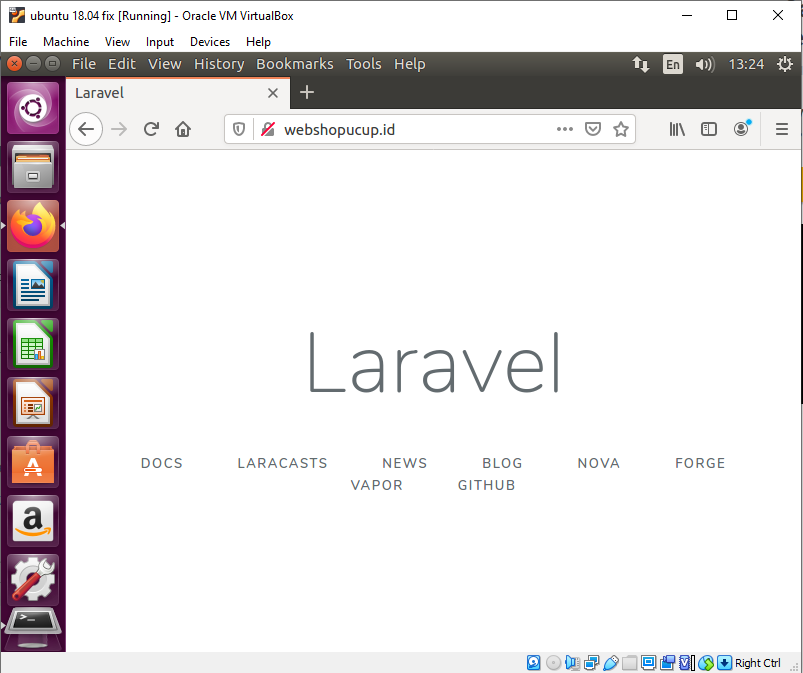 ubuntu 18.04 fix [Running] - Oracle VM VirtualBox
File Machine View Input Devices Help
File Edit View History Bookmarks Tools Help En 13:24
Laravel
webshopucup.id
Laravel
DOCS LARACASTS NEWS BLOG NOVA FORGE
VAPOR GITHUB
Right Ctrl